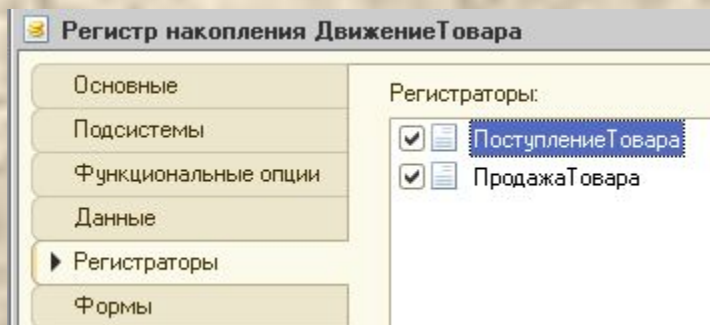 Регистр накопления ДвижениеТовара
Основные
Подсистемы
Функциональные опции
Данные
Регистраторы
Формы
Регистраторы:
ПоступлениеТовара
ПродажаТовара